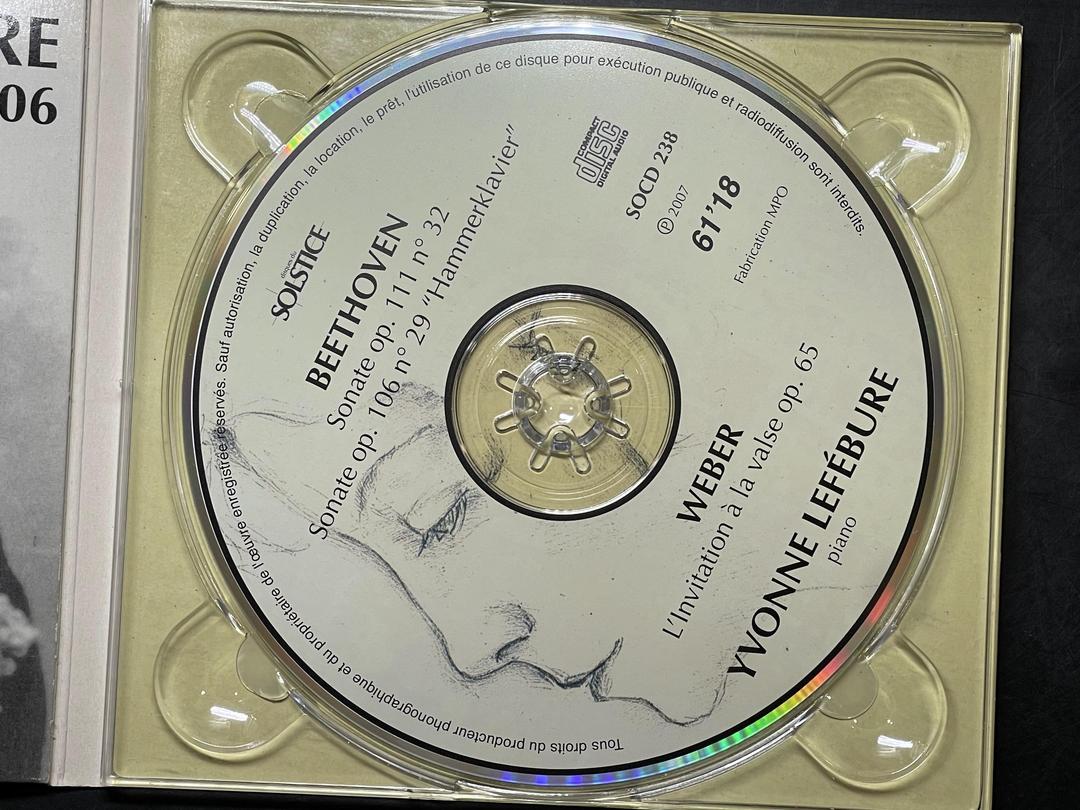 RE
06
Tous droits du producteur phonographique et du propriétaire de l'œuvre enregistrée réservés. Sauf autorisation, la duplication, la location, le prêt, l'utilisation de ce disque pour exécution publique et radiodiffusion sont interdits.
disques du
SOLSTICE
BEETHOVEN
Sonate op. 111 n° 32
Sonate op. 106 n° 29 “Hammerklavier”
COMPACT
disc
DIGITAL AUDIO
SOCD 238
℗ 2007
61’18
Fabrication MPO
WEBER
L’Invitation à la valse op. 65
YVONNE LEFÉBURE
piano